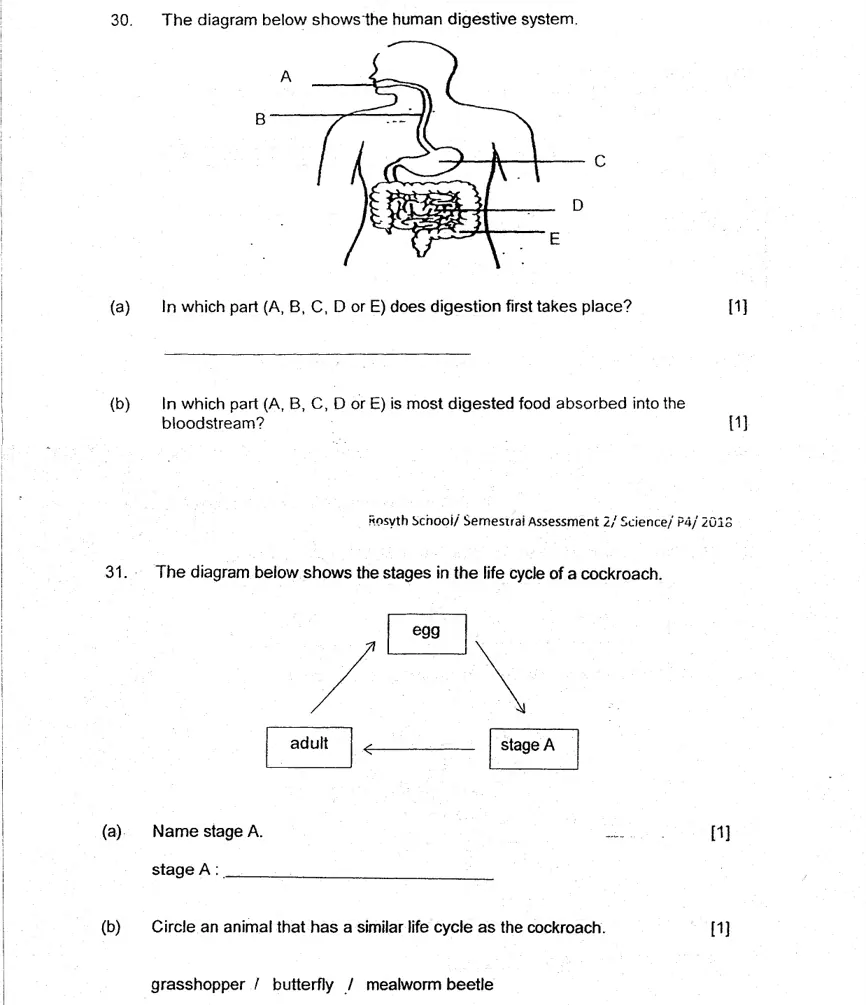 30. The diagram below shows the human digestive system.
A
B
C
D
E
(a) In which part (A, B, C, D or E) does digestion first takes place? [1]
(b) In which part (A, B, C, D or E) is most digested food absorbed into the
bloodstream? [1]
Rosyth School/ Semestral Assessment 2/ Science/ P4/ 2018
31. The diagram below shows the stages in the life cycle of a cockroach.
egg
adult
stage A
(a) Name stage A. [1]
stage A :
(b) Circle an animal that has a similar life cycle as the cockroach. [1]
grasshopper / butterfly / mealworm beetle